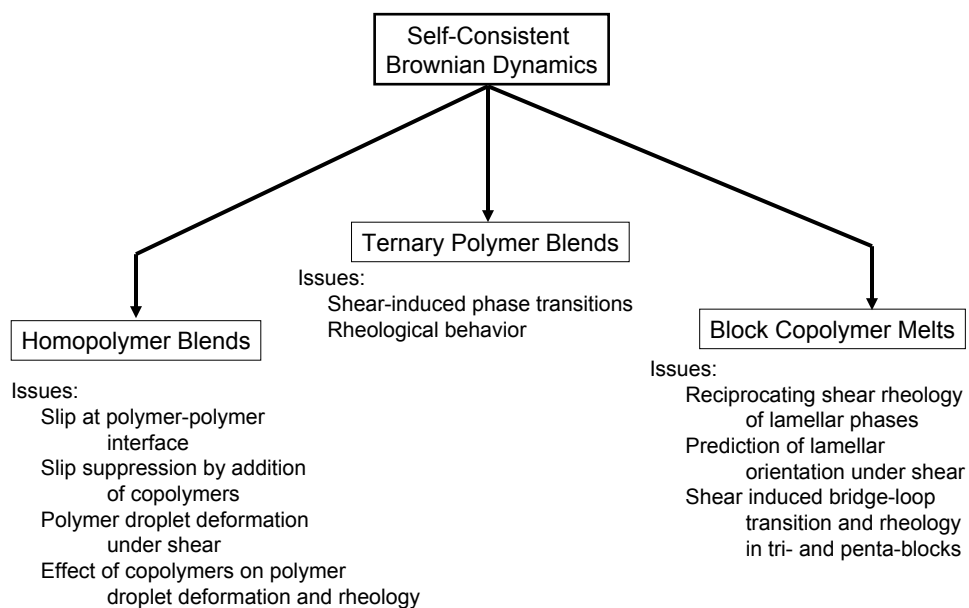 Self-Consistent
Brownian Dynamics
Ternary Polymer Blends
Issues:
Shear-induced phase transitions
Rheological behavior
Homopolymer Blends
Issues:
Slip at polymer-polymer
interface
Slip suppression by addition
of copolymers
Polymer droplet deformation
under shear
Effect of copolymers on polymer
droplet deformation and rheology
Block Copolymer Melts
Issues:
Reciprocating shear rheology
of lamellar phases
Prediction of lamellar
orientation under shear
Shear induced bridge-loop
transition and rheology
in tri- and penta-blocks